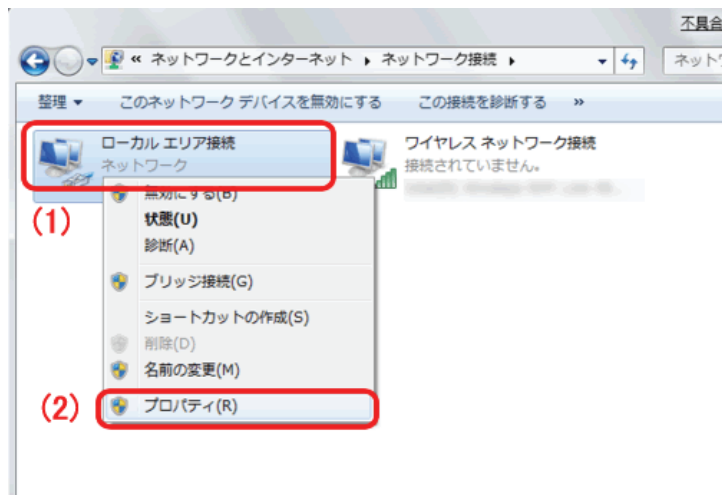 不具合
« ネットワークとインターネット ▸ ネットワーク接続 ▸
ネット
整理 ▼ このネットワーク デバイスを無効にする この接続を診断する »
ローカル エリア接続
ネットワーク
ワイヤレス ネットワーク接続
接続されていません。
(1)
無効にする(B)
状態(U)
診断(A)
ブリッジ接続(G)
ショートカットの作成(S)
削除(D)
名前の変更(M)
(2)
プロパティ(R)